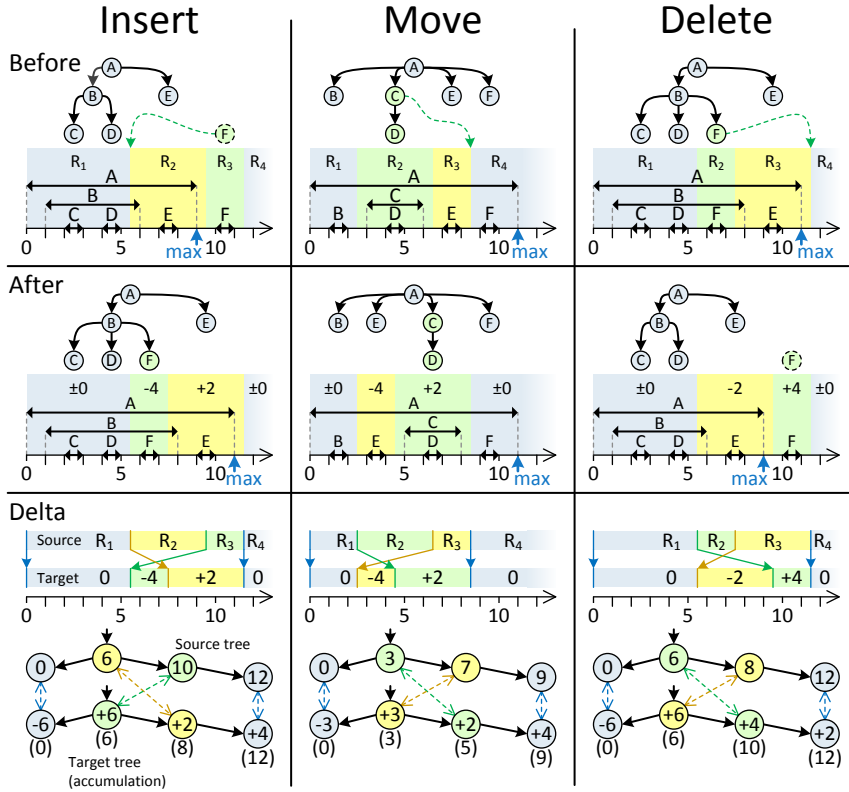 Insert Move Delete
Before
A A A
B E B C E F B E
C D F D C D F
R1 R2 R3 R4 R1 R2 R3 R4 R1 R2 R3 R4
A A A
B C B
C D E F B D E F C D F E
0 5 10 0 5 10 0 5 10
max max max
After
A A A
B E B E C F B E
C D F D C D F
±0 -4 +2 ±0 ±0 -4 +2 ±0 ±0 -2 +4 ±0
A A A
B C B
C D F E B E D F C D E F
0 5 10 0 5 10 0 5 10
max max max
Delta
Source R1 R2 R3 R4 R1 R2 R3 R4 R1 R2 R3 R4
Target 0 -4 +2 0 0 -4 +2 0 0 -2 +4 0
0 5 10 0 5 10 0 5 10
Source tree
0 6 10 12 0 3 7 9 0 6 8 12
-6 +6 +2 +4 -3 +3 +2 +4 -6 +6 +4 +2
(0) (6) (8) (12) (0) (3) (5) (9) (0) (6) (10) (12)
Target tree
(accumulation)